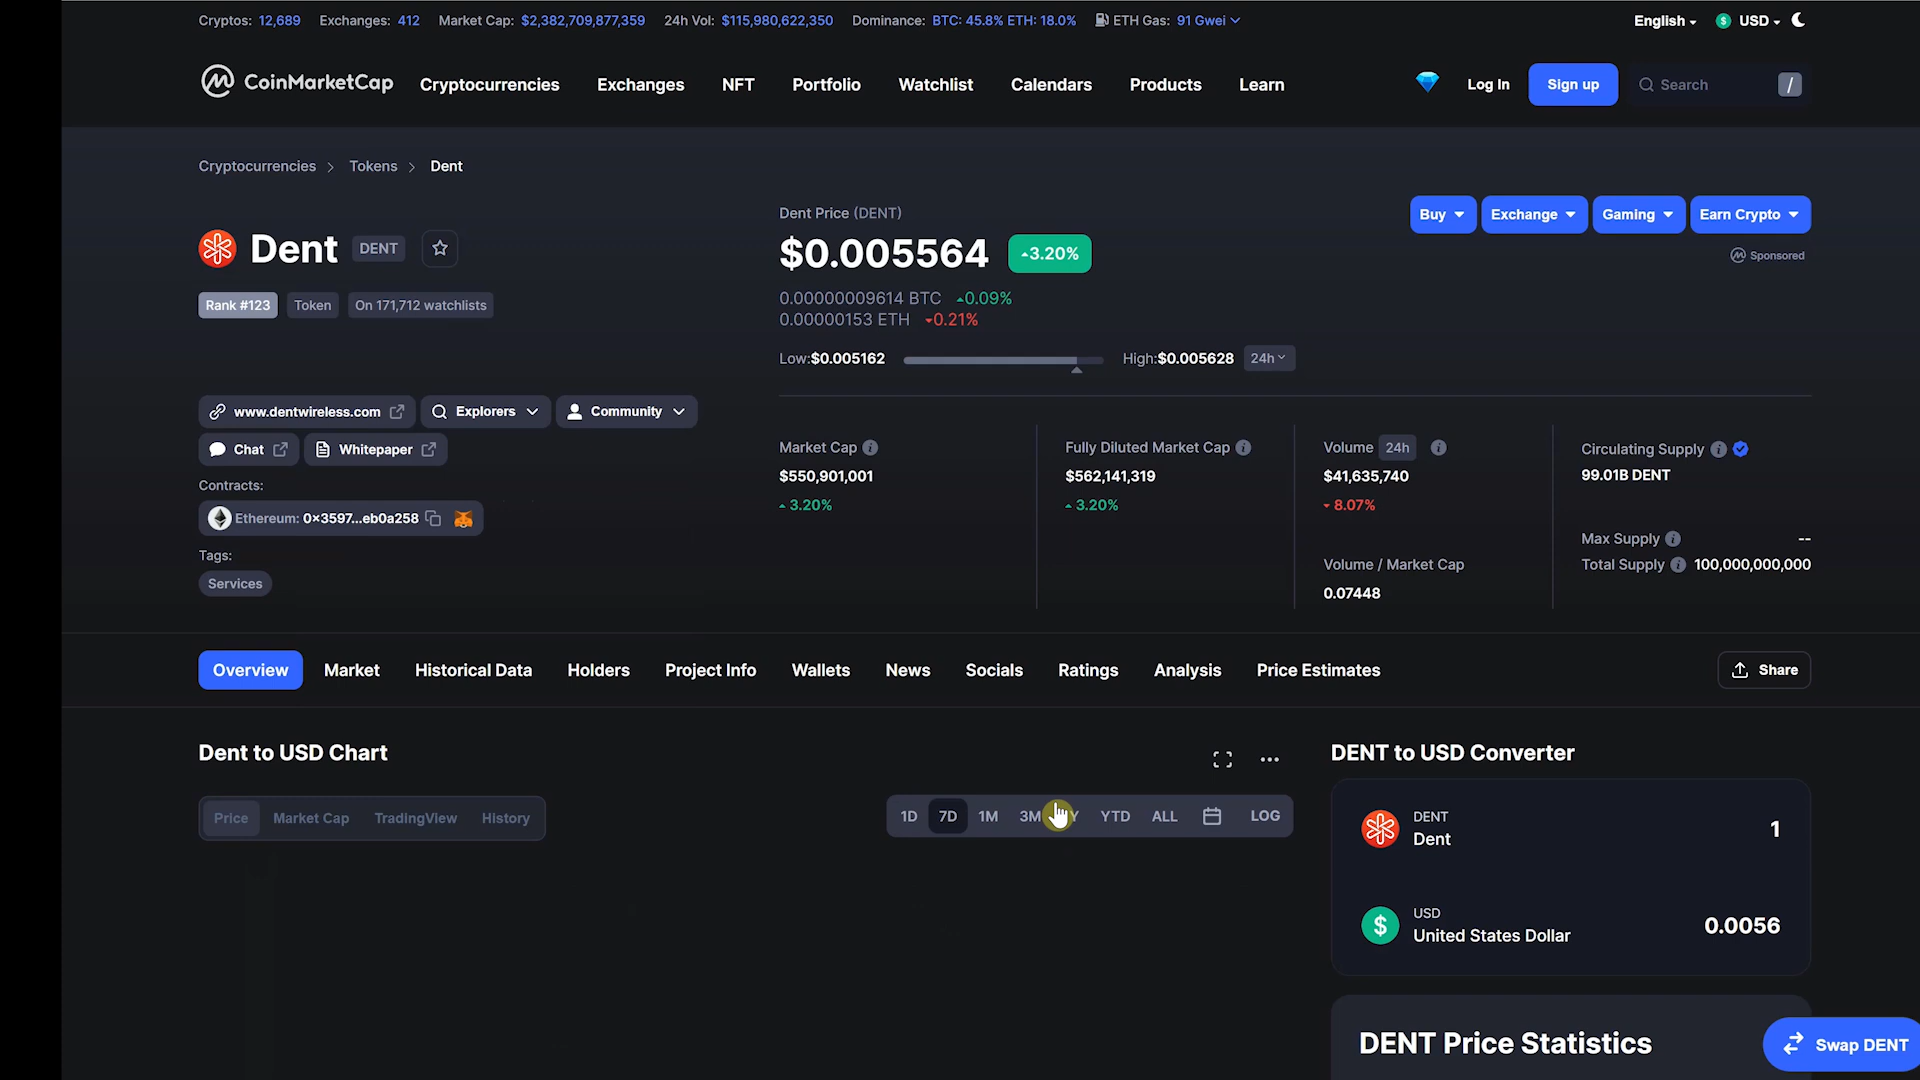 Cryptos: 12,689 Exchanges: 412 Market Cap: $2,382,709,877,359 24h Vol: $115,980,622,350 Dominance: BTC: 45.8% ETH: 18.0% ETH Gas: 91 Gwei English USD
CoinMarketCap Cryptocurrencies Exchanges NFT Portfolio Watchlist Calendars Products Learn Log In Sign up Search /
Cryptocurrencies > Tokens > Dent
Dent DENT
Rank #123 Token On 171,712 watchlists
www.dentwireless.com Explorers Community
Chat Whitepaper
Contracts:
Ethereum: 0x3597...eb0a258
Tags:
Services
Dent Price (DENT)
$0.005564 3.20%
0.00000009614 BTC 0.09%
0.00000153 ETH 0.21%
Low:$0.005162 High:$0.005628 24h
Buy Exchange Gaming Earn Crypto
Sponsored
Market Cap
$550,901,001
3.20%
Fully Diluted Market Cap
$562,141,319
3.20%
Volume 24h
$41,635,740
8.07%
Volume / Market Cap
0.07448
Circulating Supply
99.01B DENT
Max Supply --
Total Supply 100,000,000,000
Overview Market Historical Data Holders Project Info Wallets News Socials Ratings Analysis Price Estimates Share
Dent to USD Chart
Price Market Cap TradingView History
1D 7D 1M 3M YTD ALL LOG
DENT to USD Converter
DENT
Dent 1
USD
United States Dollar 0.0056
DENT Price Statistics
Swap DENT